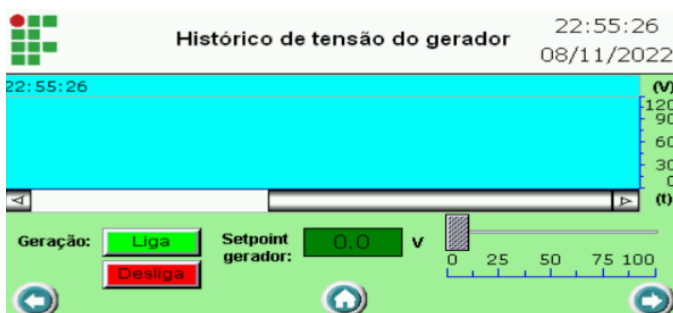 22:55:26
Histórico de tensão do gerador
08/11/2022
22:55:26
(V)
120
90
60
30
0
(t)
Geração:
Liga
Setpoint
gerador:
0.0
V
Desliga
0 25 50 75 100